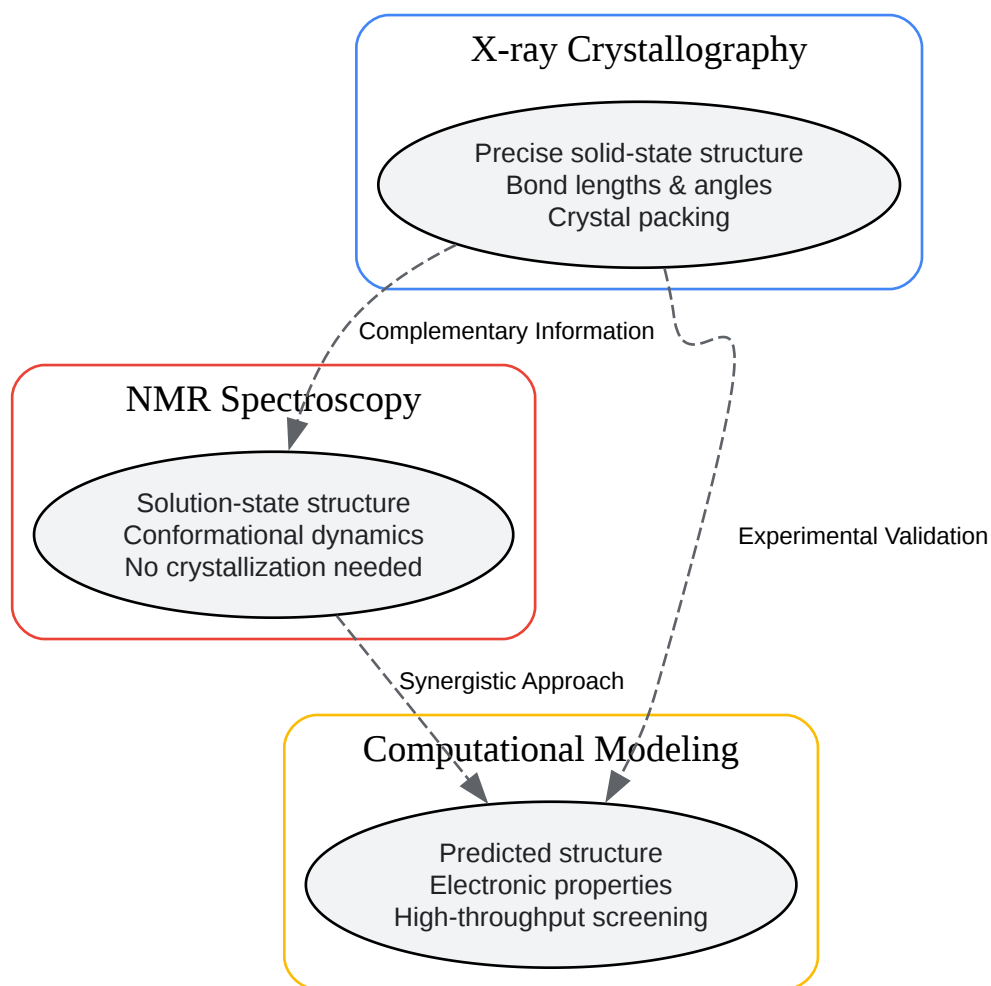 X-ray Crystallography
Precise solid-state structure
Bond lengths & angles
Crystal packing
Complementary Information
NMR Spectroscopy
Solution-state structure
Conformational dynamics
No crystallization needed
Experimental Validation
Synergistic Approach
Computational Modeling
Predicted structure
Electronic properties
High-throughput screening